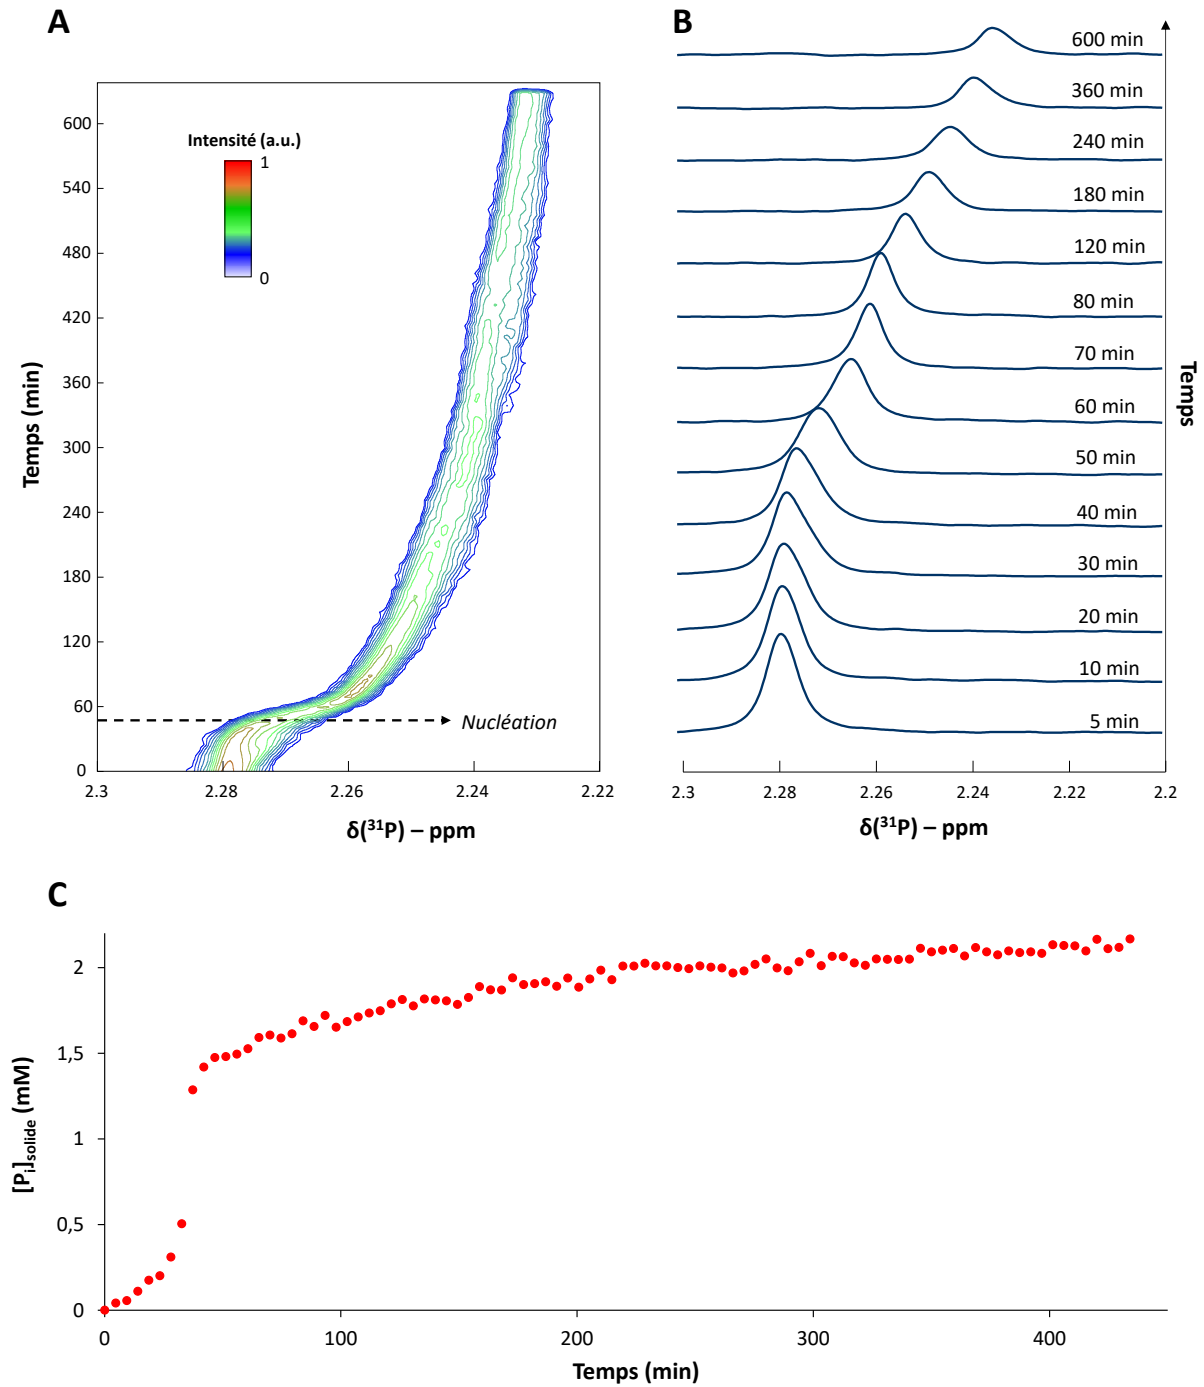 A
Intensité (a.u.)
1
0
600
540
480
420
360
300
240
180
120
60
0
Temps (min)
Nucléation
2.3
2.28
2.26
2.24
2.22
δ(³¹P) – ppm
B
600 min
360 min
240 min
180 min
120 min
80 min
70 min
60 min
50 min
40 min
30 min
20 min
10 min
5 min
Temps
2.3
2.28
2.26
2.24
2.22
2.2
δ(³¹P) – ppm
C
2
1,5
1
0,5
0
[Pᵢ]solide (mM)
0
100
200
300
400
Temps (min)